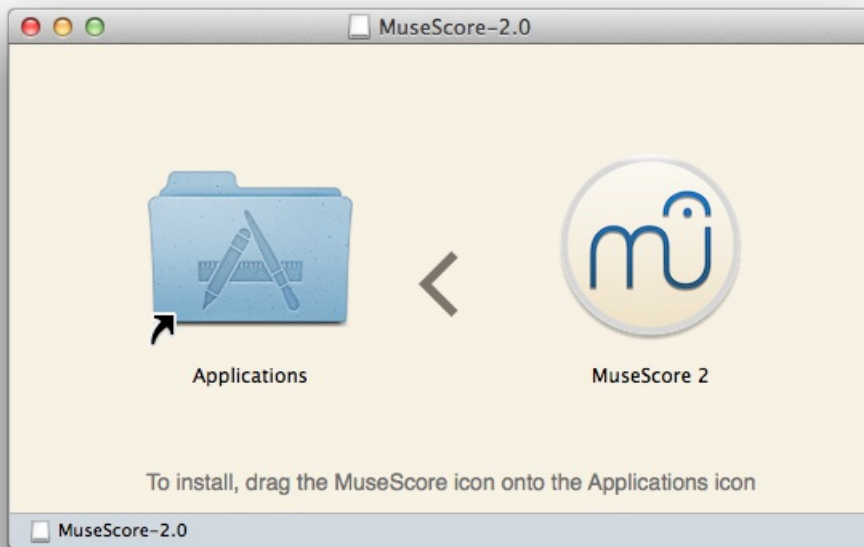 MuseScore-2.0
mu
Applications
MuseScore 2
To install, drag the MuseScore icon onto the Applications icon
MuseScore-2.0